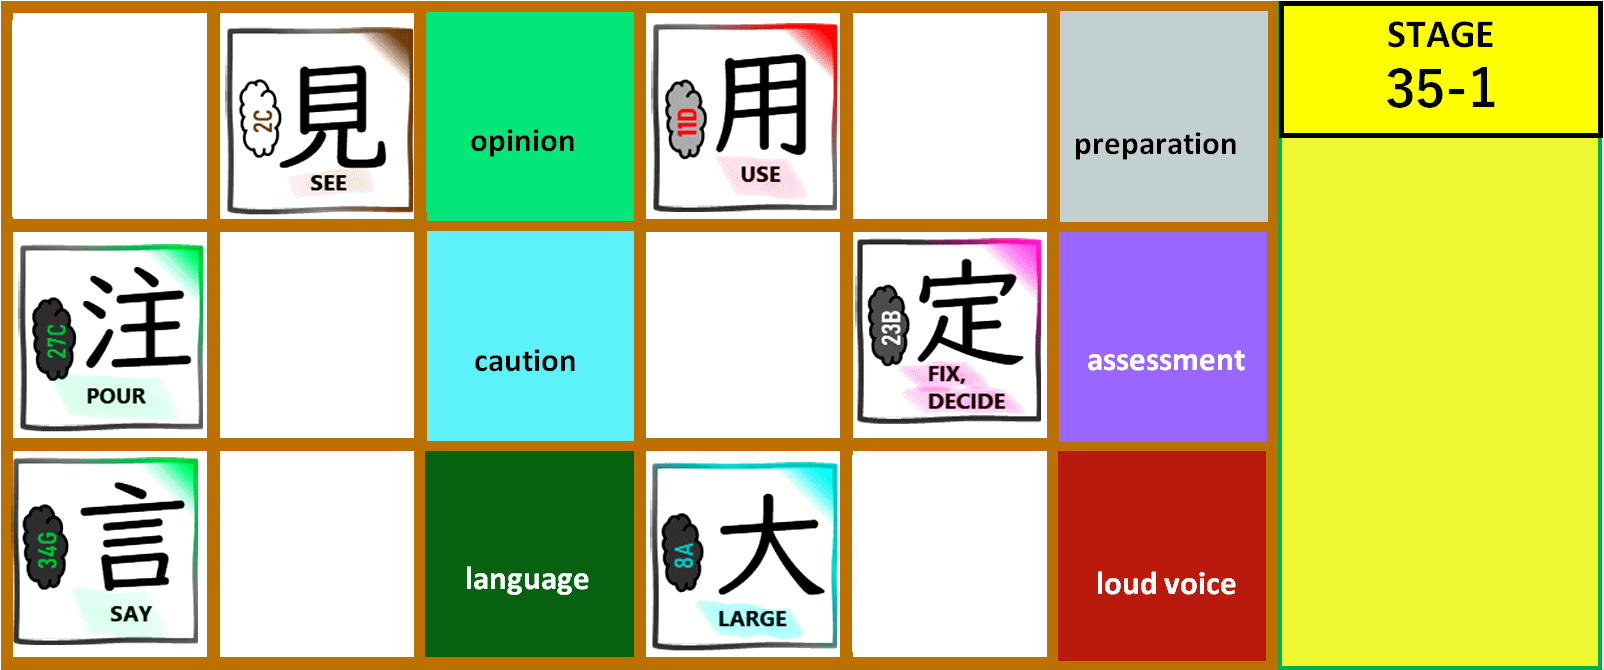 見
2C
SEE
opinion
用
11D
USE
preparation
STAGE
35-1
注
27C
POUR
caution
定
23B
FIX,
DECIDE
assessment
言
34G
SAY
language
大
8A
LARGE
loud voice